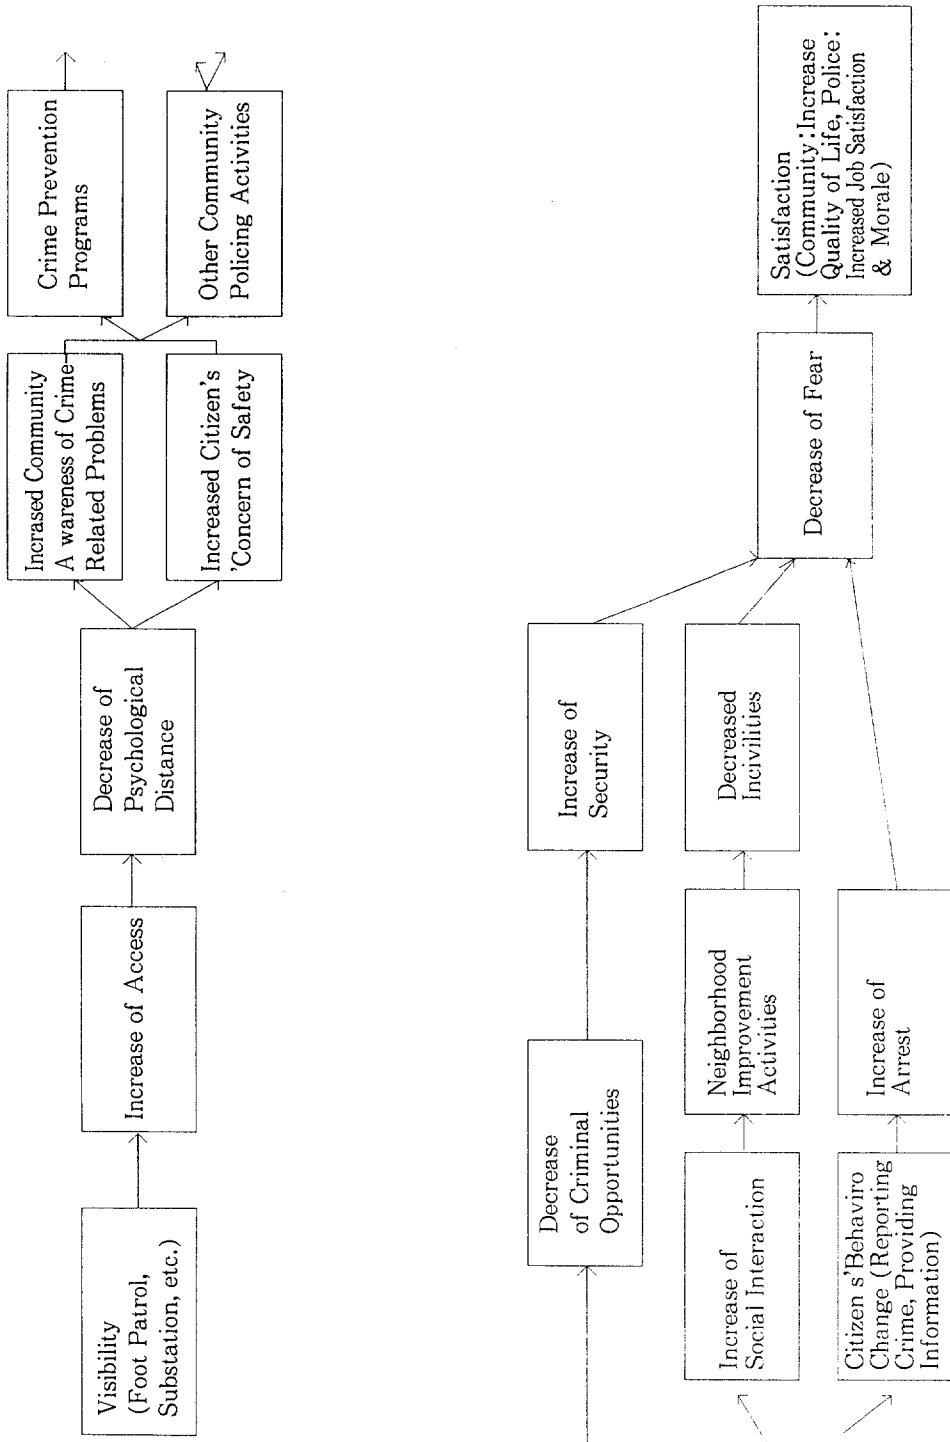 Visibility
(Foot Patrol,
Substation, etc.)
Increase of Access
Decrease of
Psychological
Distance
Incrased Community
A wareness of Crime-
Related Problems
Increased Citizen's
'Concern of Safety
Crime Prevention
Programs
Other Community
Policing Activities
Decrease
of Criminal
Opportunities
Increase of
Security
Increase of
Social Interaction
Neighborhood
Improvement
Activities
Decreased
Incivilities
Citizen s'Behaviro
Change (Reporting
Crime, Providing
Information)
Increase of
Arrest
Decrease of Fear
Satisfaction
(Community:Increase
Quality of Life, Police:
Increased Job Satisfaction
& Morale)